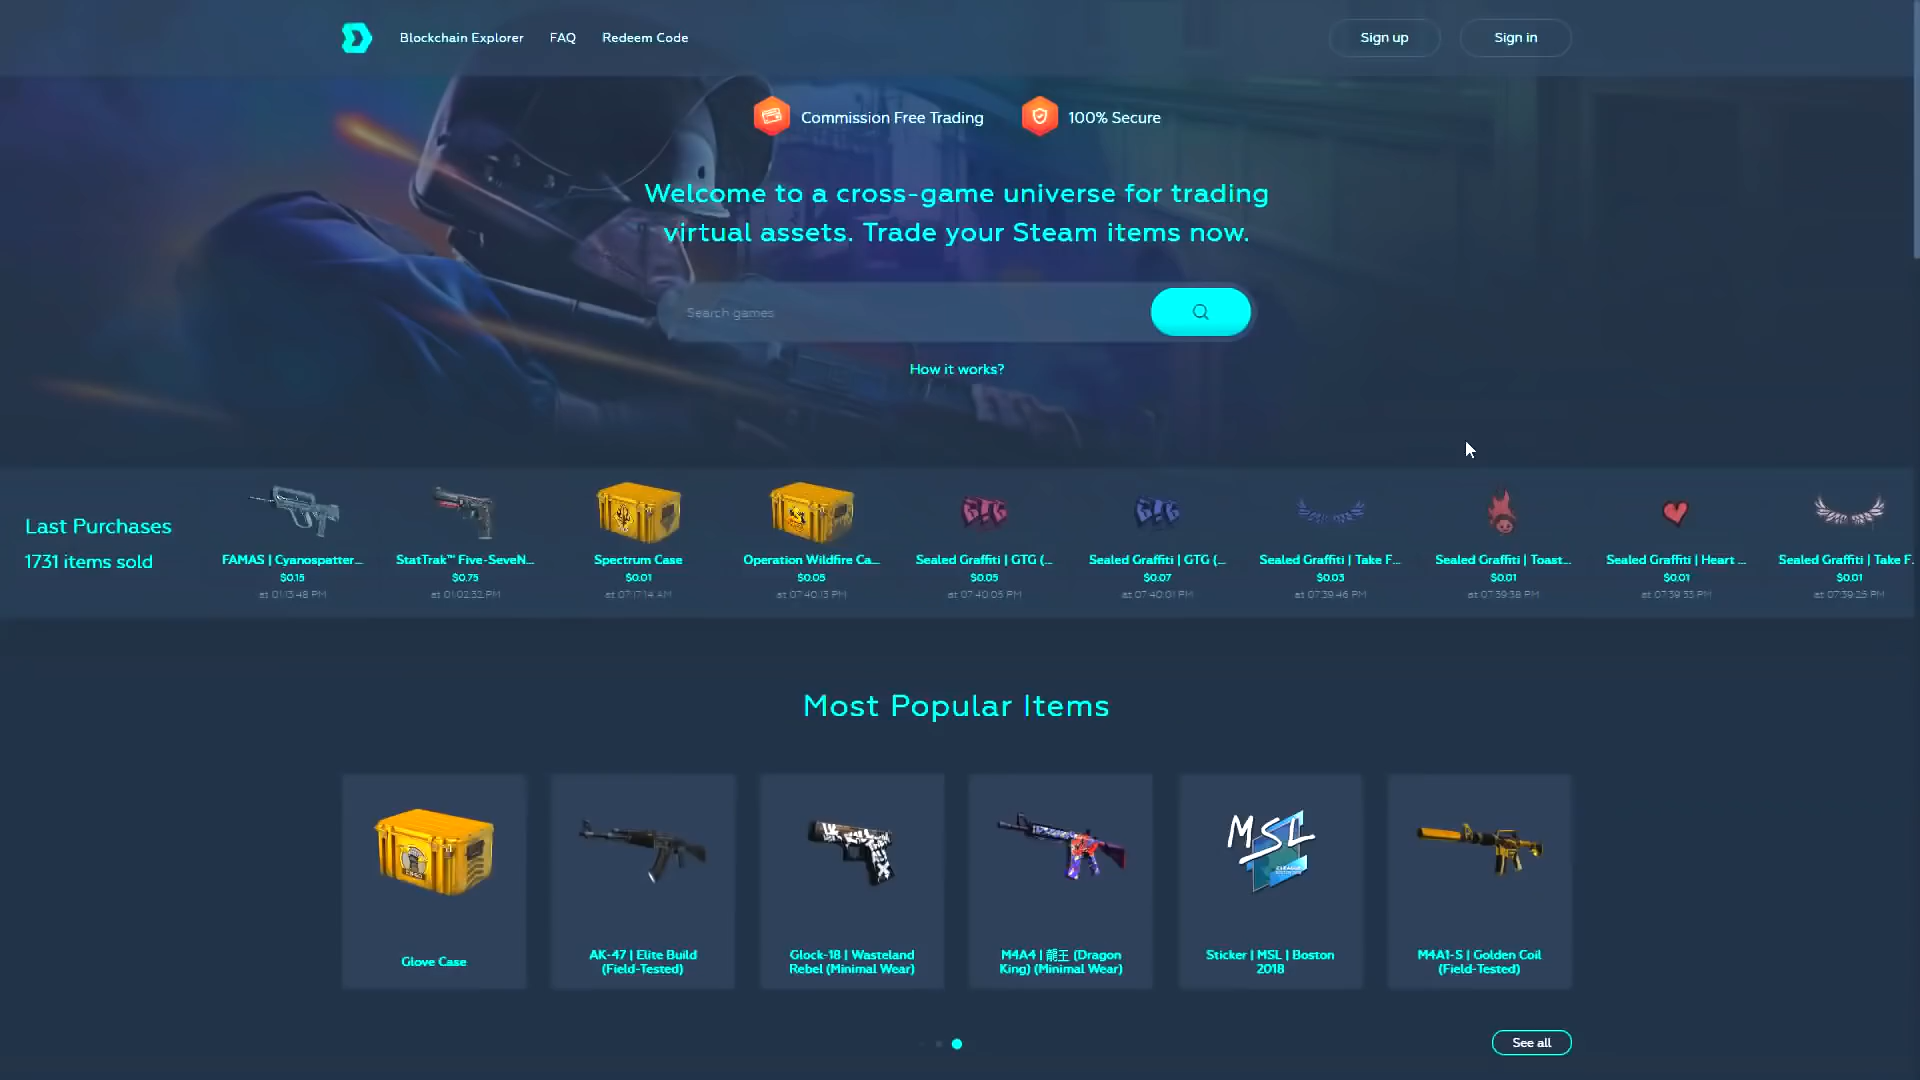 Blockchain Explorer
FAQ
Redeem Code
Sign up
Sign in
Commission Free Trading
100% Secure
Welcome to a cross-game universe for trading
virtual assets. Trade your Steam items now.
Search games
How it works?
Last Purchases
1731 items sold
FAMAS | Cyanospatter...
$0.15
at 01:13:48 PM
StatTrak™ Five-SeveN...
$0.75
at 01:02:32 PM
Spectrum Case
$0.01
at 07:17:14 AM
Operation Wildfire Ca...
$0.05
at 07:40:13 PM
Sealed Graffiti | GTG (...
$0.05
at 07:40:05 PM
Sealed Graffiti | GTG (...
$0.07
at 07:40:01 PM
Sealed Graffiti | Take F...
$0.03
at 07:39:46 PM
Sealed Graffiti | Toast...
$0.01
at 07:39:38 PM
Sealed Graffiti | Heart ...
$0.01
at 07:39:33 PM
Sealed Graffiti | Take F.
$0.01
at 07:39:25 PM
Most Popular Items
Glove Case
AK-47 | Elite Build
(Field-Tested)
Glock-18 | Wasteland
Rebel (Minimal Wear)
M4A4 | 龍王 (Dragon
King) (Minimal Wear)
MSL
Sticker | MSL | Boston
2018
M4A1-S | Golden Coil
(Field-Tested)
See all